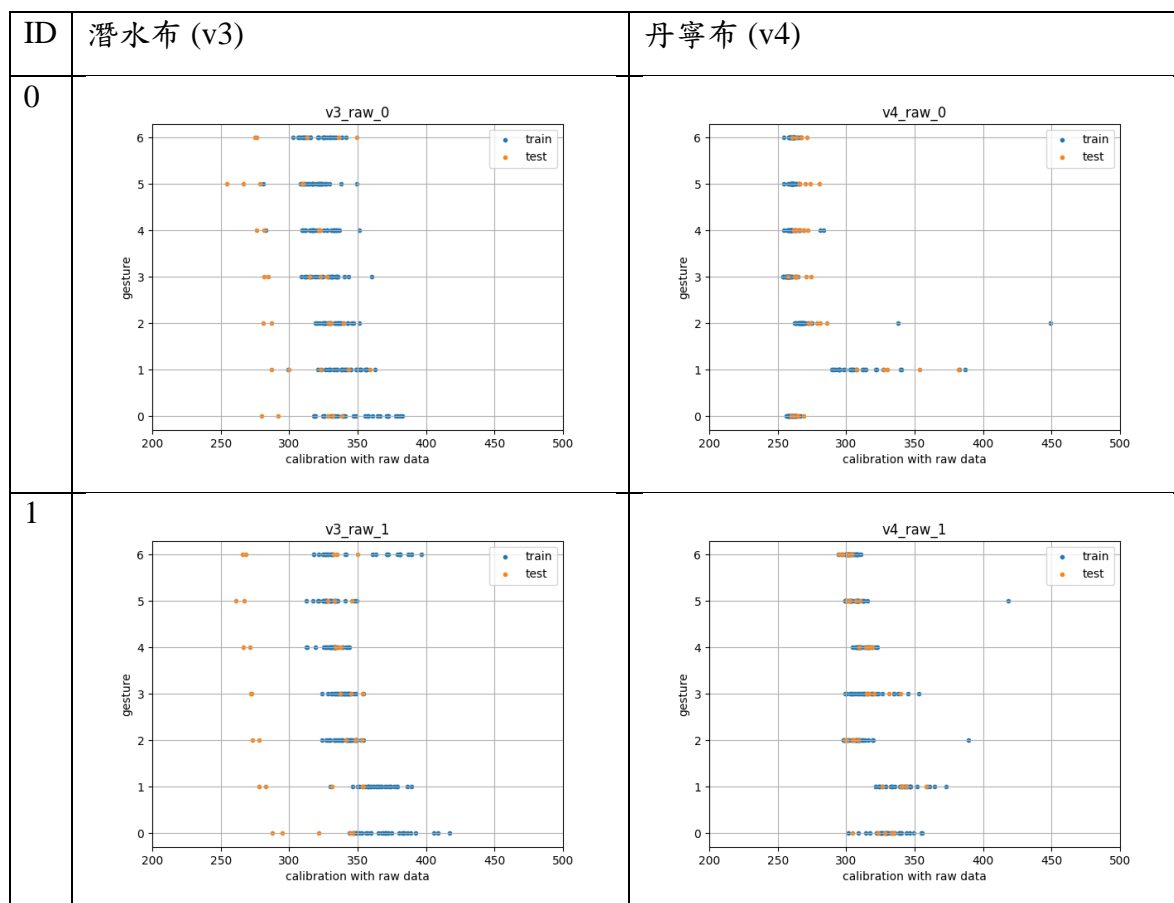 ID 潛水布 (v3) 丹寧布 (v4)
0
v3_raw_0
train
test
gesture
6
5
4
3
2
1
0
200 250 300 350 400 450 500
calibration with raw data
v4_raw_0
train
test
gesture
6
5
4
3
2
1
0
200 250 300 350 400 450 500
calibration with raw data
1
v3_raw_1
train
test
gesture
6
5
4
3
2
1
0
200 250 300 350 400 450 500
calibration with raw data
v4_raw_1
train
test
gesture
6
5
4
3
2
1
0
200 250 300 350 400 450 500
calibration with raw data